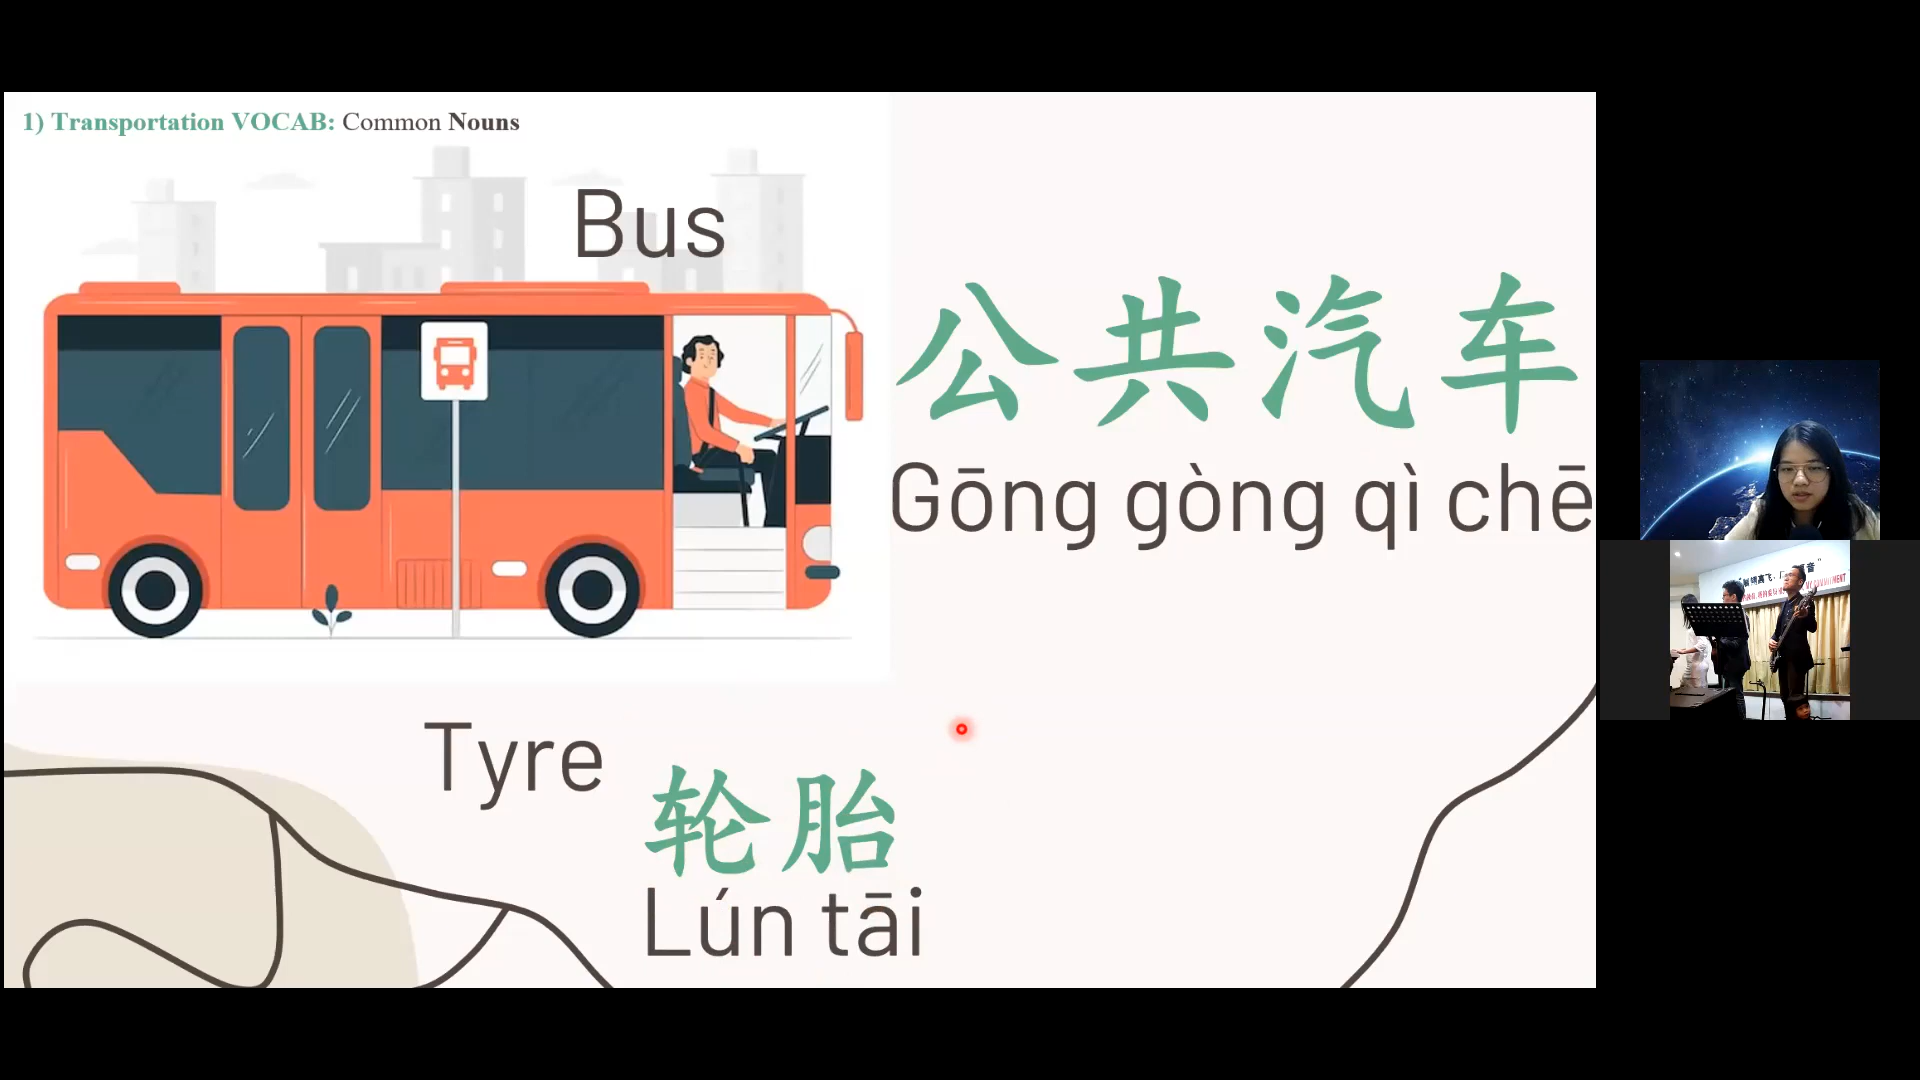 1) Transportation VOCAB: Common Nouns
Bus
公共汽车
Gōng gòng qì chē
Tyre
轮胎
Lún tāi